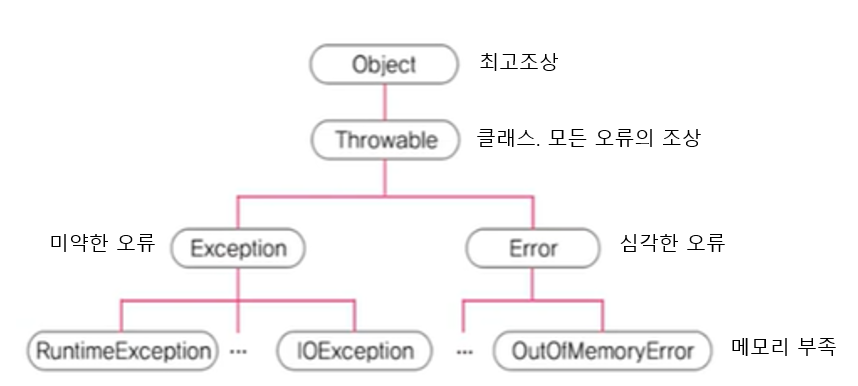 Object 최고조상
Throwable 클래스. 모든 오류의 조상
미약한 오류 Exception Error 심각한 오류
RuntimeException ... IOException ... OutOfMemoryError 메모리 부족